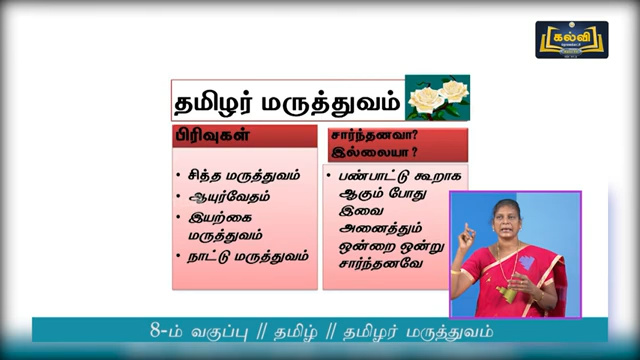 கல்வி
தமிழர் மருத்துவம்
பிரிவுகள்
• சித்த மருத்துவம்
• ஆயுர்வேதம்
• இயற்கை
மருத்துவம்
• நாட்டு மருத்துவம்
சார்ந்தனவா?
இல்லையா ?
• பண்பாட்டு கூறாக
ஆகும் போது
இவை
அனைத்தும்
ஒன்றை ஒன்று
சார்ந்தனவே
8-ம் வகுப்பு // தமிழ் // தமிழர் மருத்துவம்